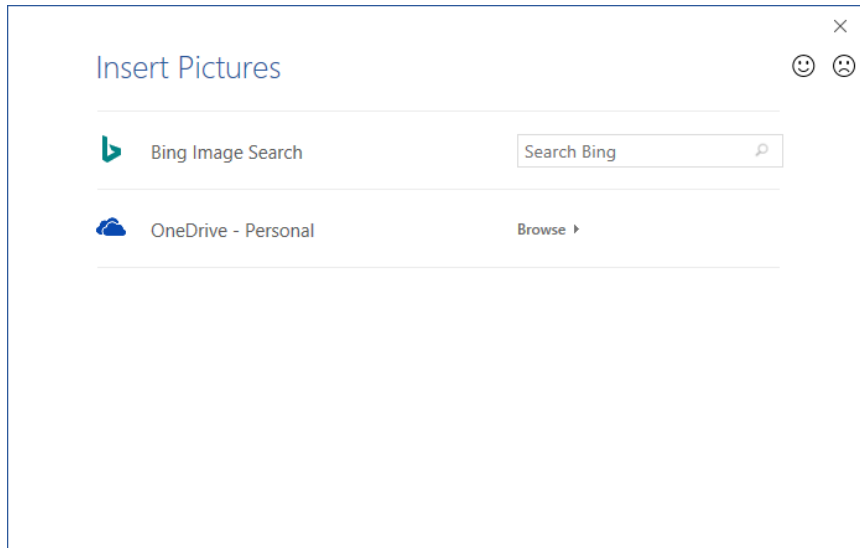 Insert Pictures
Bing Image Search
Search Bing
OneDrive - Personal
Browse